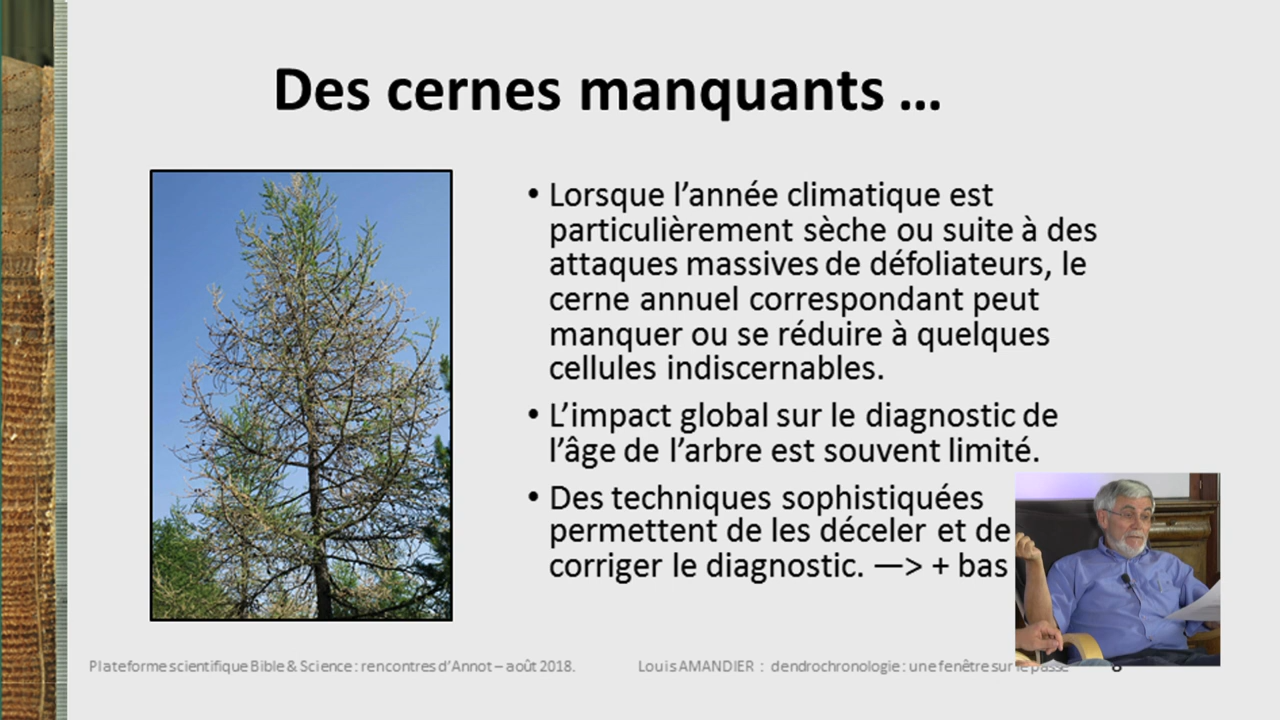 Des cernes manquants ...
• Lorsque l’année climatique est
particulièrement sèche ou suite à des
attaques massives de défoliateurs, le
cerne annuel correspondant peut
manquer ou se réduire à quelques
cellules indiscernables.
• L’impact global sur le diagnostic de
l’âge de l’arbre est souvent limité.
• Des techniques sophistiquées
permettent de les déceler et de
corriger le diagnostic. —> + bas
Plateforme scientifique Bible & Science : rencontres d’Annot – août 2018.
Louis AMANDIER : dendrochronologie : une fenêtre sur le passé